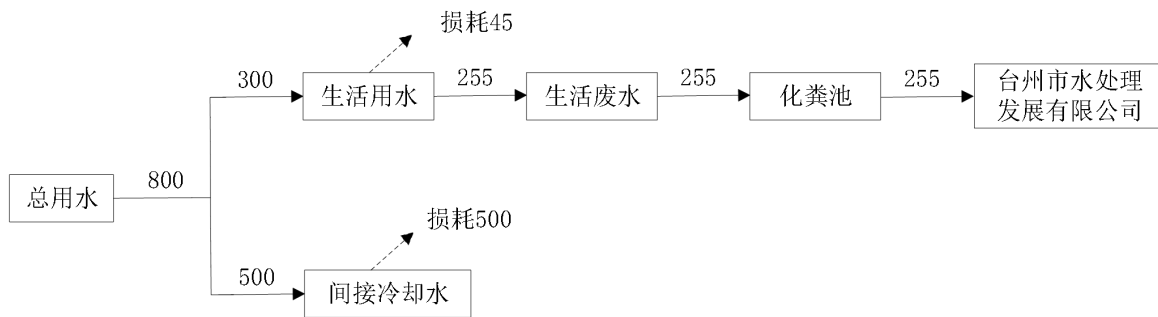 损耗45
300
生活用水
255
生活废水
255
化粪池
255
台州市水处理
发展有限公司
总用水
800
损耗500
500
间接冷却水